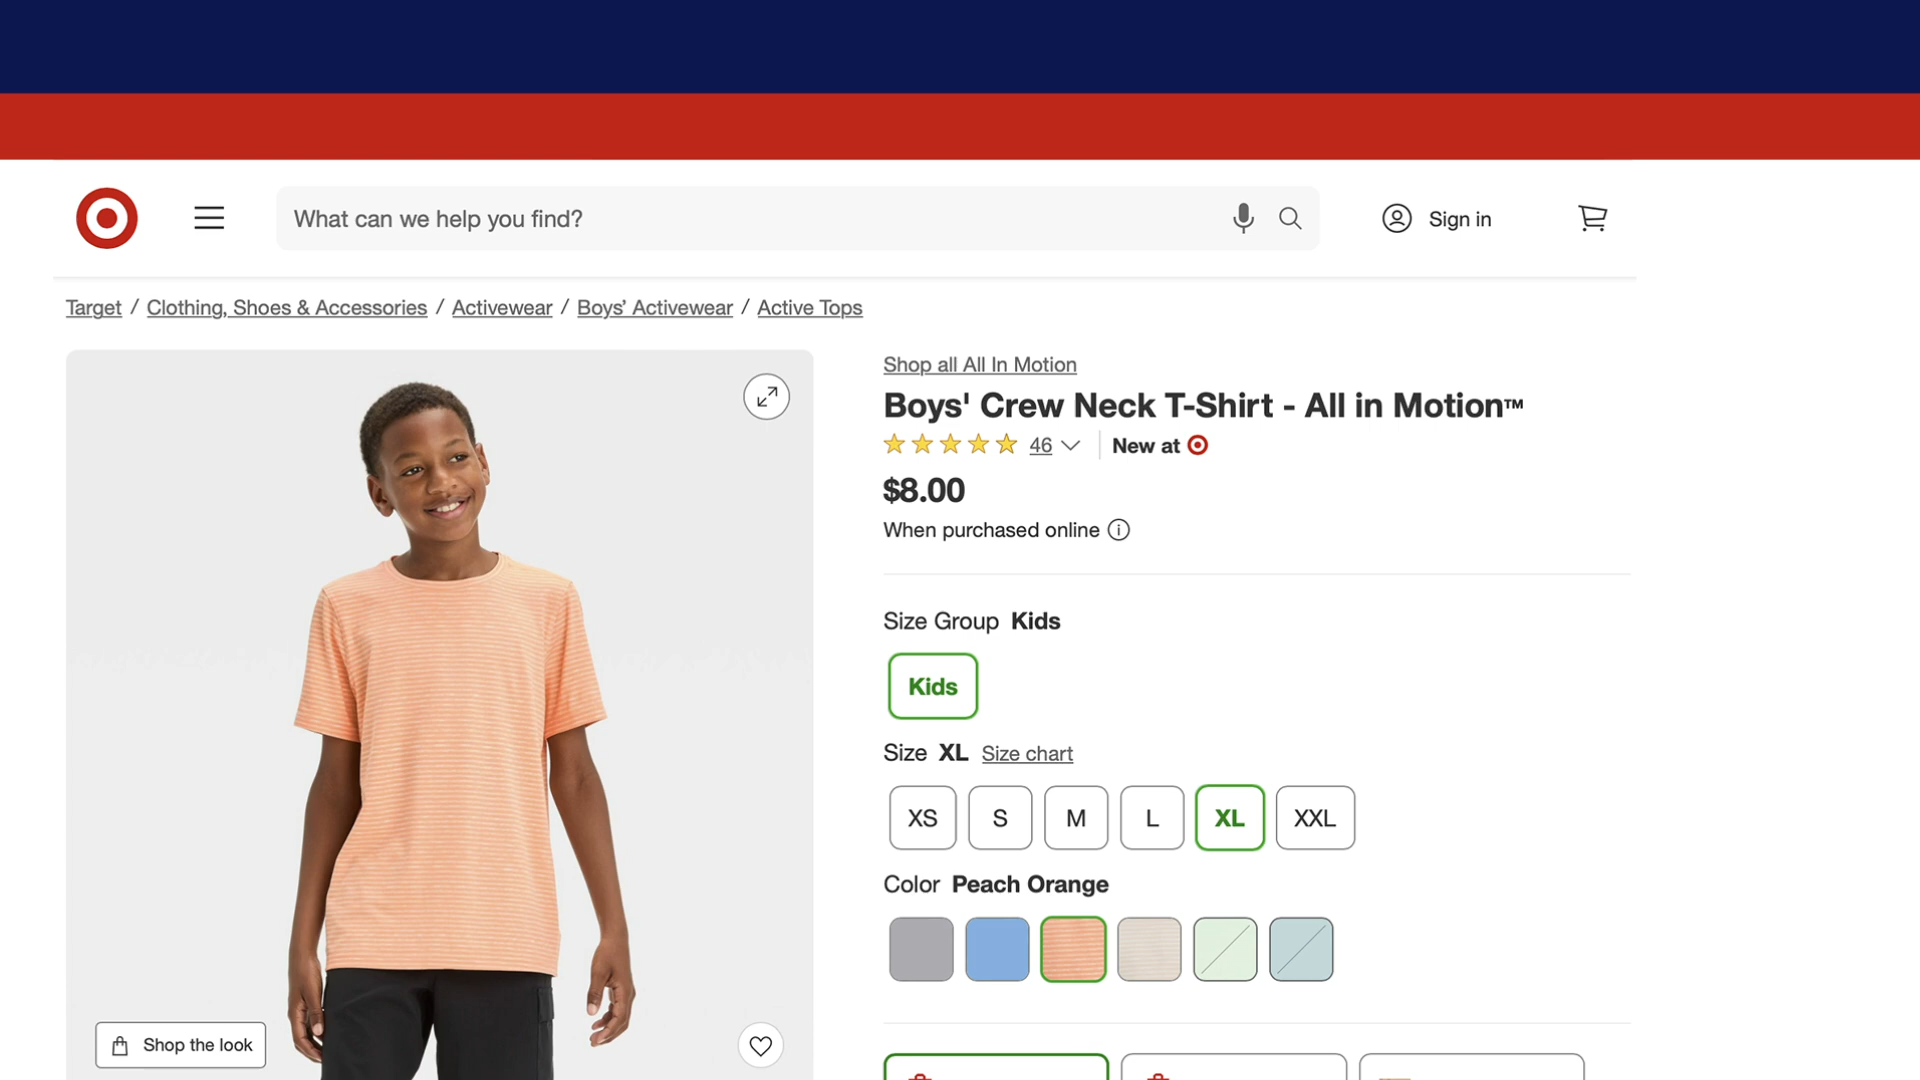 What can we help you find?
Sign in
Target / Clothing, Shoes & Accessories / Activewear / Boys’ Activewear / Active Tops
Shop all All In Motion
Boys' Crew Neck T-Shirt - All in Motion™
46
New at
$8.00
When purchased online
Size Group Kids
Kids
Size XL Size chart
XS S M L XL XXL
Color Peach Orange
Shop the look